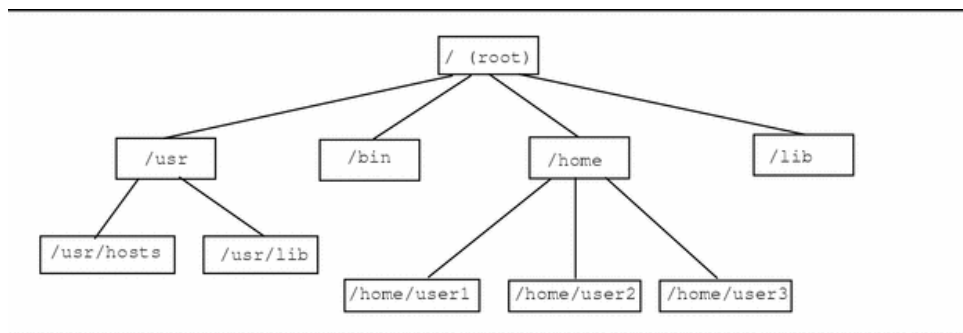 / (root)
/usr
/bin
/home
/lib
/usr/hosts
/usr/lib
/home/user1
/home/user2
/home/user3